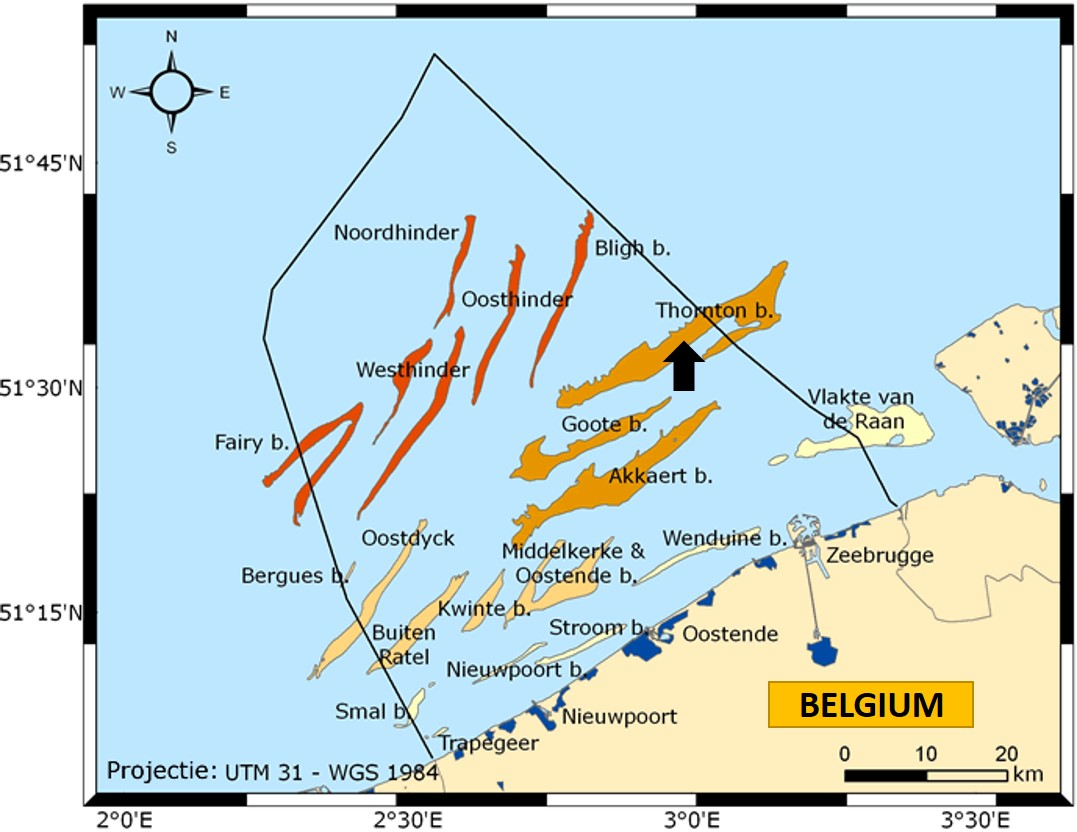 N
W
E
S
51°45'N
51°30'N
51°15'N
Noordhinder
Bligh b.
Oosthinder
Thornton b.
Westhinder
Vlakte van
de Raan
Goote b.
Fairy b.
Akkaert b.
Oostdyck
Wenduine b.
Middelkerke &
Oostende b.
Zeebrugge
Bergues b.
Kwinte b.
Buiten
Ratel
Stroom b.
Oostende
Nieuwpoort b.
Smal b.
Nieuwpoort
Trapegeer
BELGIUM
0 10 20
km
Projectie: UTM 31 - WGS 1984
2°0'E
2°30'E
3°0'E
3°30'E